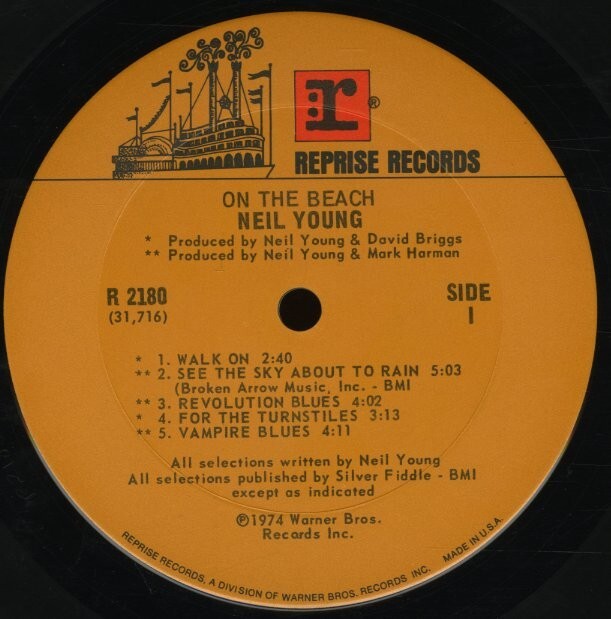 r ®
REPRISE RECORDS
ON THE BEACH
NEIL YOUNG
* Produced by Neil Young & David Briggs
** Produced by Neil Young & Mark Harman
R 2180
(31,716)
SIDE
1
* 1. WALK ON 2:40
** 2. SEE THE SKY ABOUT TO RAIN 5:03
(Broken Arrow Music, Inc. - BMI
** 3. REVOLUTION BLUES 4:02
* 4. FOR THE TURNSTILES 3:13
** 5. VAMPIRE BLUES 4:11
All selections written by Neil Young
All selections published by Silver Fiddle - BMI
except as indicated
℗1974 Warner Bros.
Records Inc.
REPRISE RECORDS, A DIVISION OF WARNER BROS. RECORDS INC. MADE IN U.S.A.